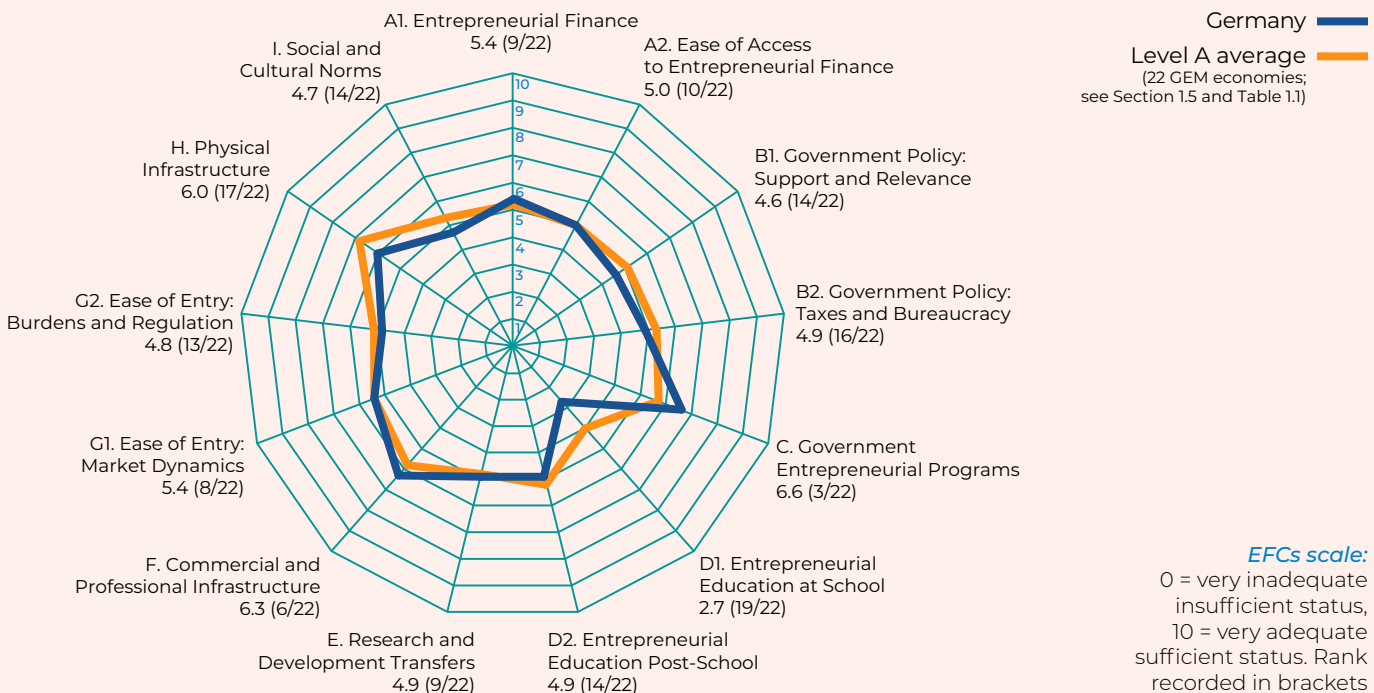 A1. Entrepreneurial Finance
5.4 (9/22)
A2. Ease of Access
to Entrepreneurial Finance
5.0 (10/22)
B1. Government Policy:
Support and Relevance
4.6 (14/22)
B2. Government Policy:
Taxes and Bureaucracy
4.9 (16/22)
C. Government
Entrepreneurial Programs
6.6 (3/22)
D1. Entrepreneurial
Education at School
2.7 (19/22)
D2. Entrepreneurial
Education Post-School
4.9 (14/22)
E. Research and
Development Transfers
4.9 (9/22)
F. Commercial and
Professional Infrastructure
6.3 (6/22)
G1. Ease of Entry:
Market Dynamics
5.4 (8/22)
G2. Ease of Entry:
Burdens and Regulation
4.8 (13/22)
H. Physical
Infrastructure
6.0 (17/22)
I. Social and
Cultural Norms
4.7 (14/22)
10
9
8
7
6
5
4
3
2
1
Germany
Level A average
(22 GEM economies;
see Section 1.5 and Table 1.1)
EFCs scale:
0 = very inadequate
insufficient status,
10 = very adequate
sufficient status. Rank
recorded in brackets